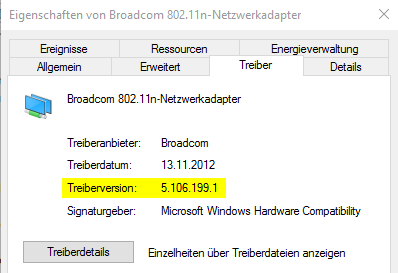 Eigenschaften von Broadcom 802.11n-Netzwerkadapter
Ereignisse Ressourcen Energieverwaltung
Allgemein Erweitert Treiber Details
Broadcom 802.11n-Netzwerkadapter
Treiberanbieter: Broadcom
Treiberdatum: 13.11.2012
Treiberversion: 5.106.199.1
Signaturgeber: Microsoft Windows Hardware Compatibility
Treiberdetails Einzelheiten über Treiberdateien anzeigen